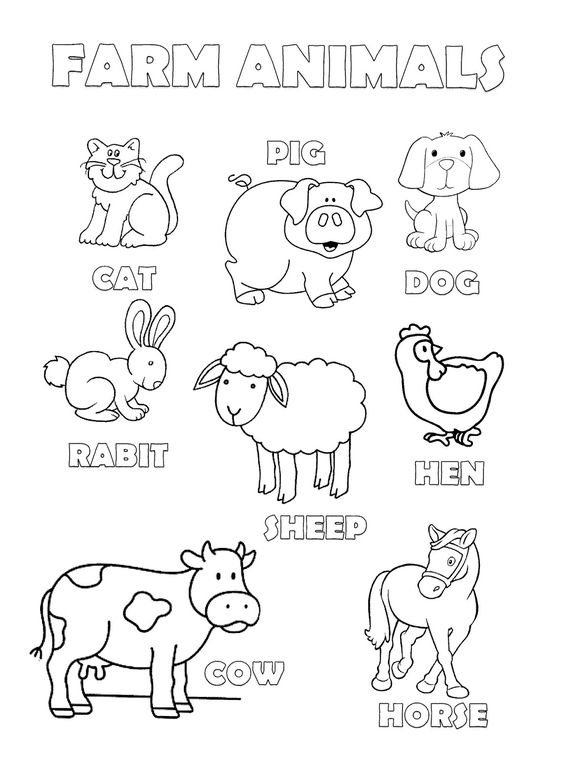 FARM ANIMALS
PIG
CAT
DOG
RABIT
HEN
SHEEP
COW
HORSE